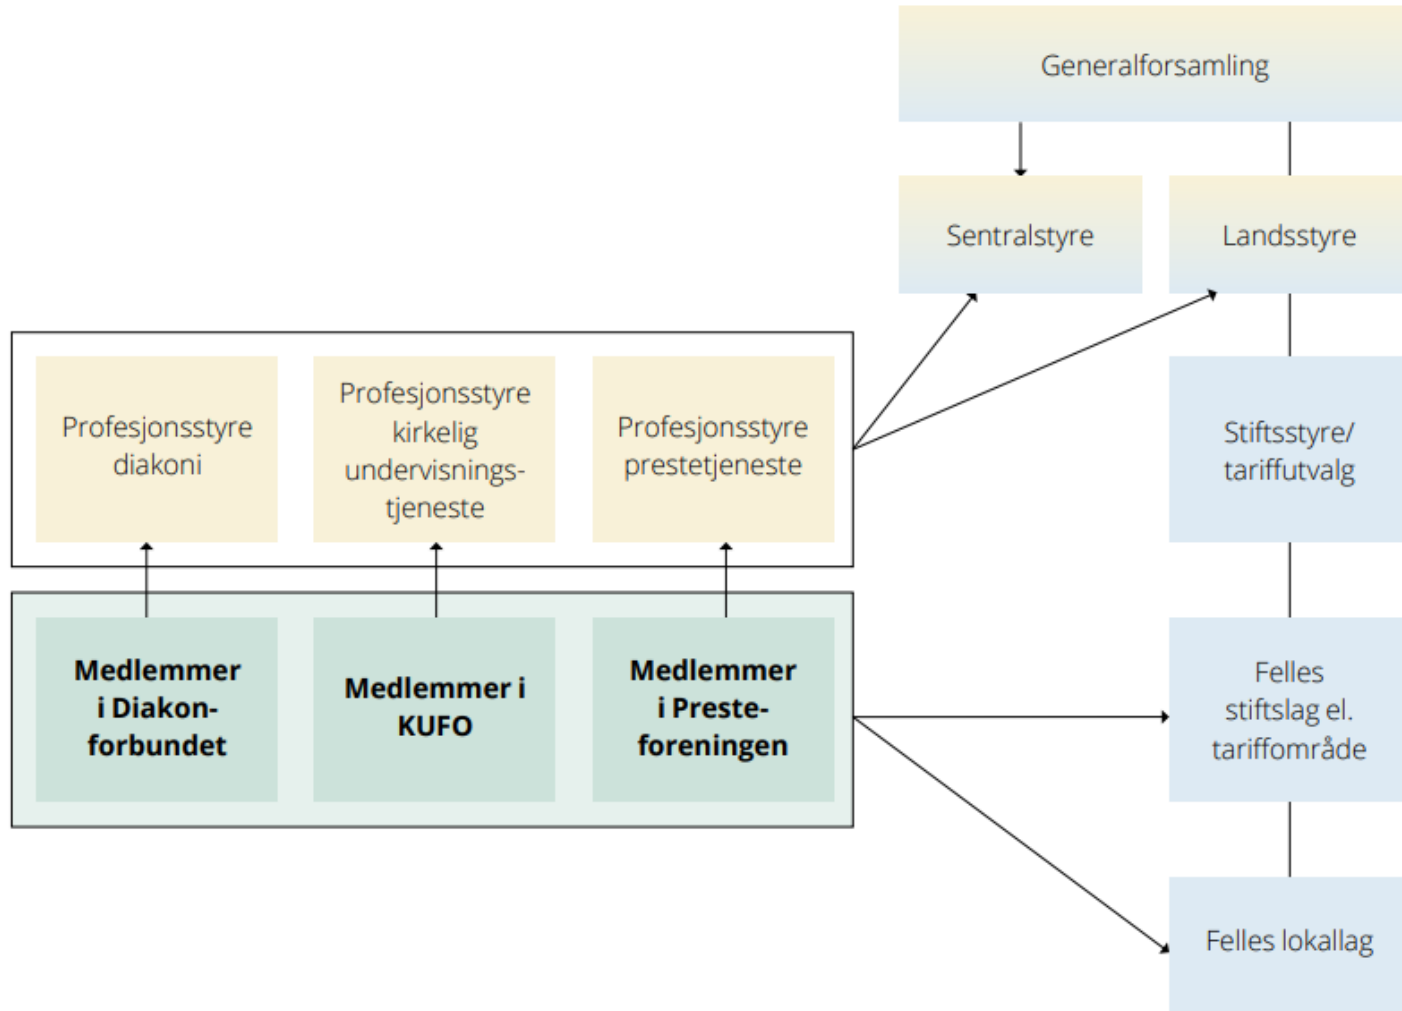 Generalforsamling
Sentralstyre
Landsstyre
Profesjonsstyre
diakoni
Profesjonsstyre
kirkelig
undervisnings-
tjeneste
Profesjonsstyre
prestetjeneste
Stiftsstyre/
tariffutvalg
Medlemmer
i Diakon-
forbundet
Medlemmer i
KUFO
Medlemmer
i Preste-
foreningen
Felles
stiftslag el.
tariffområde
Felles lokallag